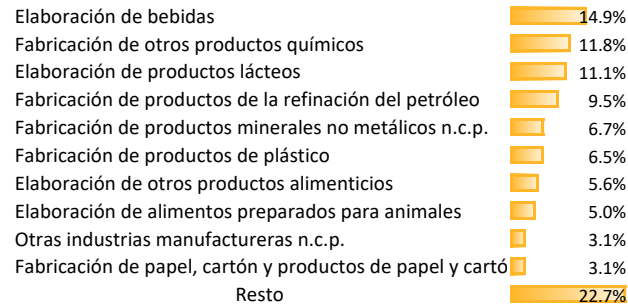 Elaboración de bebidas 14.9%
Fabricación de otros productos químicos 11.8%
Elaboración de productos lácteos 11.1%
Fabricación de productos de la refinación del petróleo 9.5%
Fabricación de productos minerales no metálicos n.c.p. 6.7%
Fabricación de productos de plástico 6.5%
Elaboración de otros productos alimenticios 5.6%
Elaboración de alimentos preparados para animales 5.0%
Otras industrias manufactureras n.c.p. 3.1%
Fabricación de papel, cartón y productos de papel y cartó 3.1%
Resto 22.7%